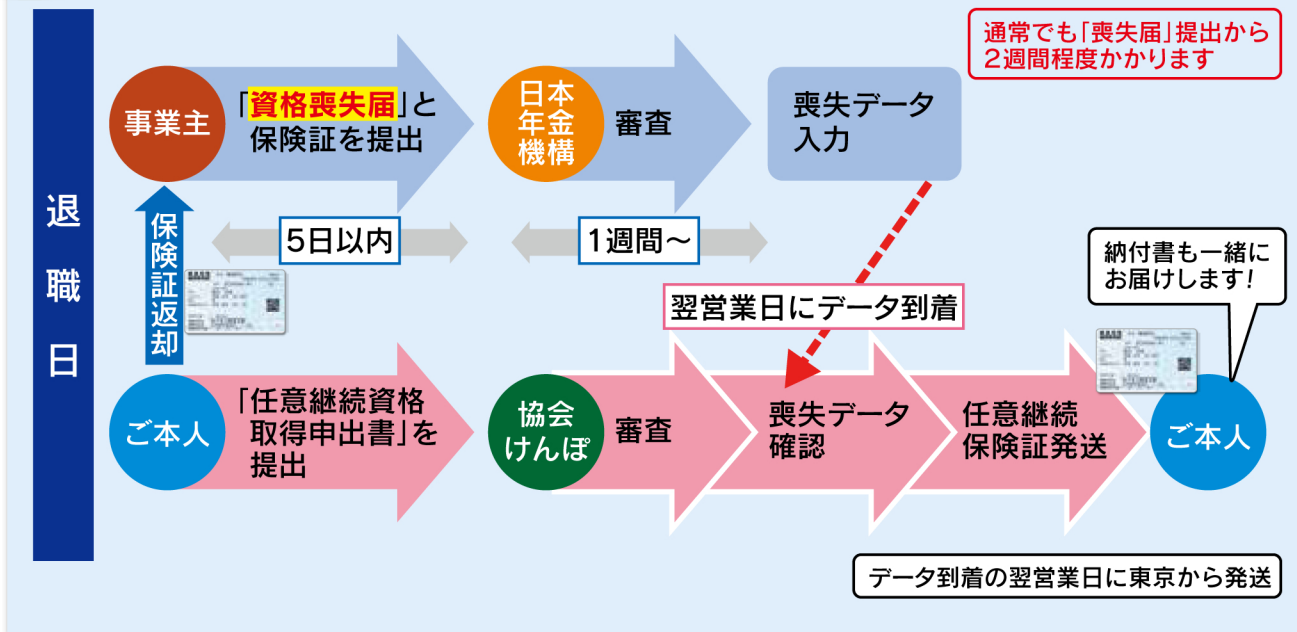 退職日
通常でも「喪失届」提出から
2週間程度かかります
事業主
「資格喪失届」と
保険証を提出
日本
年金
機構
審査
喪失データ
入力
保険証返却
5日以内
1週間～
翌営業日にデータ到着
納付書も一緒に
お届けします!
ご本人
「任意継続資格
取得申出書」を
提出
協会
けんぽ
審査
喪失データ
確認
任意継続
保険証発送
ご本人
データ到着の翌営業日に東京から発送